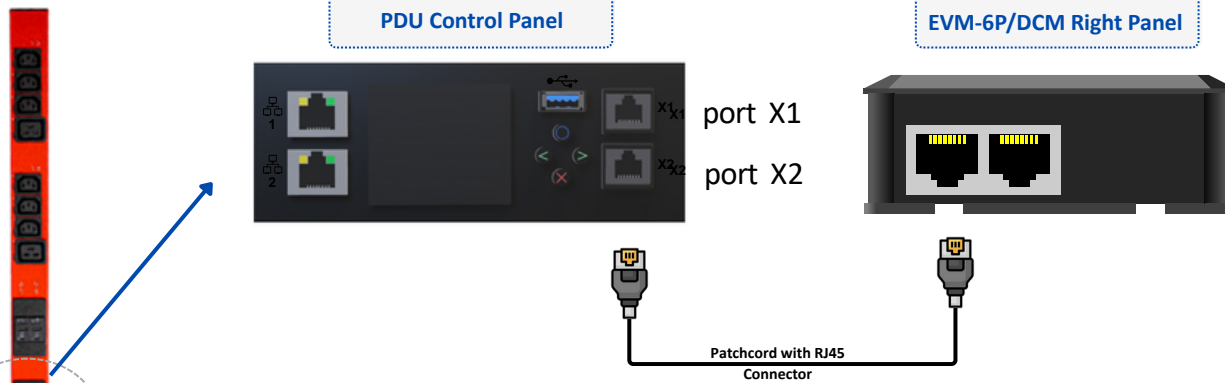 PDU Control Panel
EVM-6P/DCM Right Panel
1
X1
X1
port X1
2
X2
X2
port X2
Patchcord with RJ45
Connector